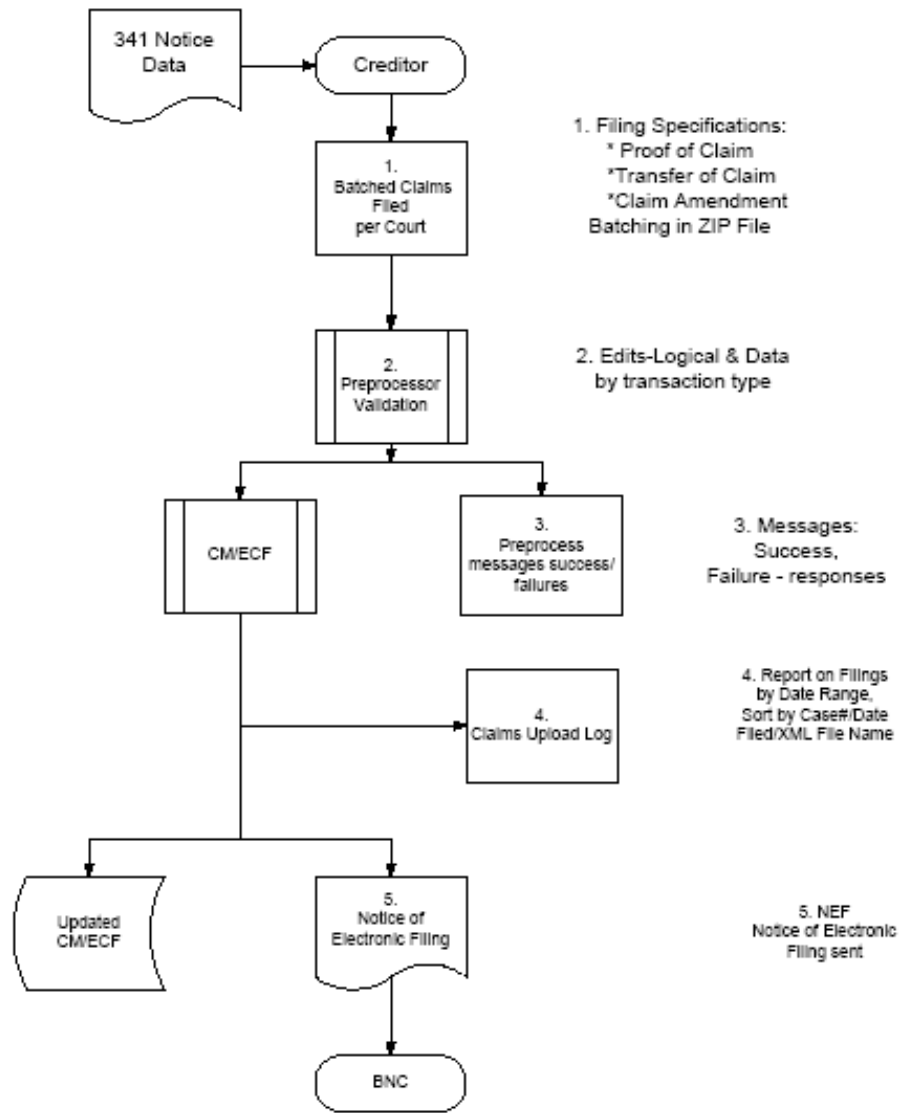 341 Notice
Data
Creditor
1. Filing Specifications:
* Proof of Claim
*Transfer of Claim
*Claim Amendment
Batching in ZIP File
1.
Batched Claims
Filed
per Court
2.
Preprocessor
Validation
2. Edits-Logical & Data
by transaction type
CM/ECF
3.
Preprocess
messages success/
failures
3. Messages:
Success,
Failure - responses
4.
Claims Upload Log
4. Report on Filings
by Date Range,
Sort by Case#/Date
Filed/XML File Name
Updated
CM/ECF
5.
Notice of
Electronic Filing
5. NEF
Notice of Electronic
Filing sent
BNC